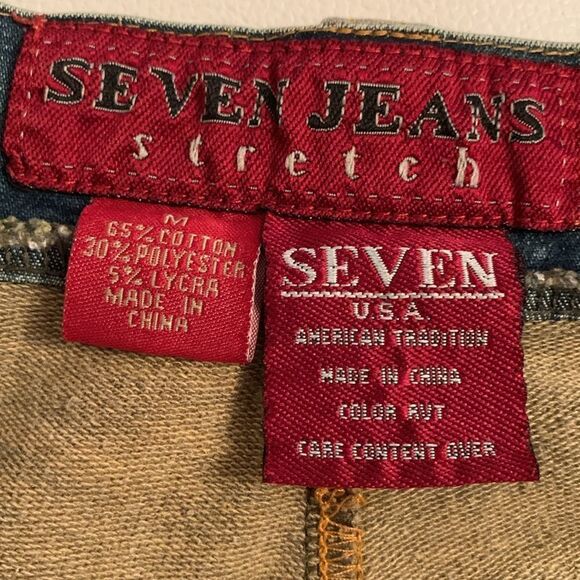 SEVEN JEANS
stretch
M
65% COTTON
30% POLYESTER
5% LYCRA
MADE IN
CHINA
SEVEN
U.S.A.
AMERICAN TRADITION
MADE IN CHINA
COLOR RVT
CARE CONTENT OVER